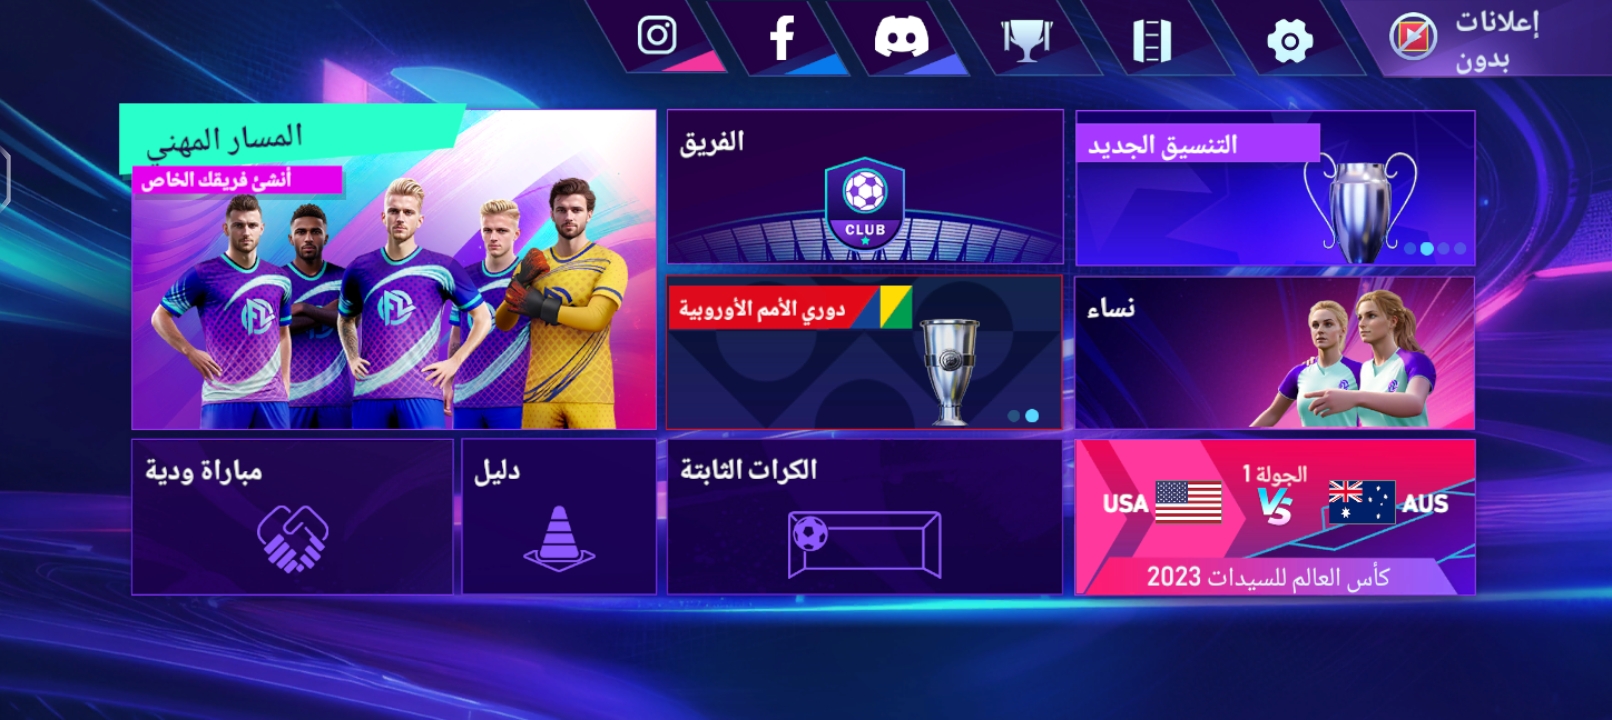 إعلانات
بدون
المسار المهني
أنشئ فريقك الخاص
الفريق
CLUB
التنسيق الجديد
دوري الأمم الأوروبية
نساء
مباراة ودية
دليل
الكرات الثابتة
الجولة 1
USA
VS
AUS
كأس العالم للسيدات 2023